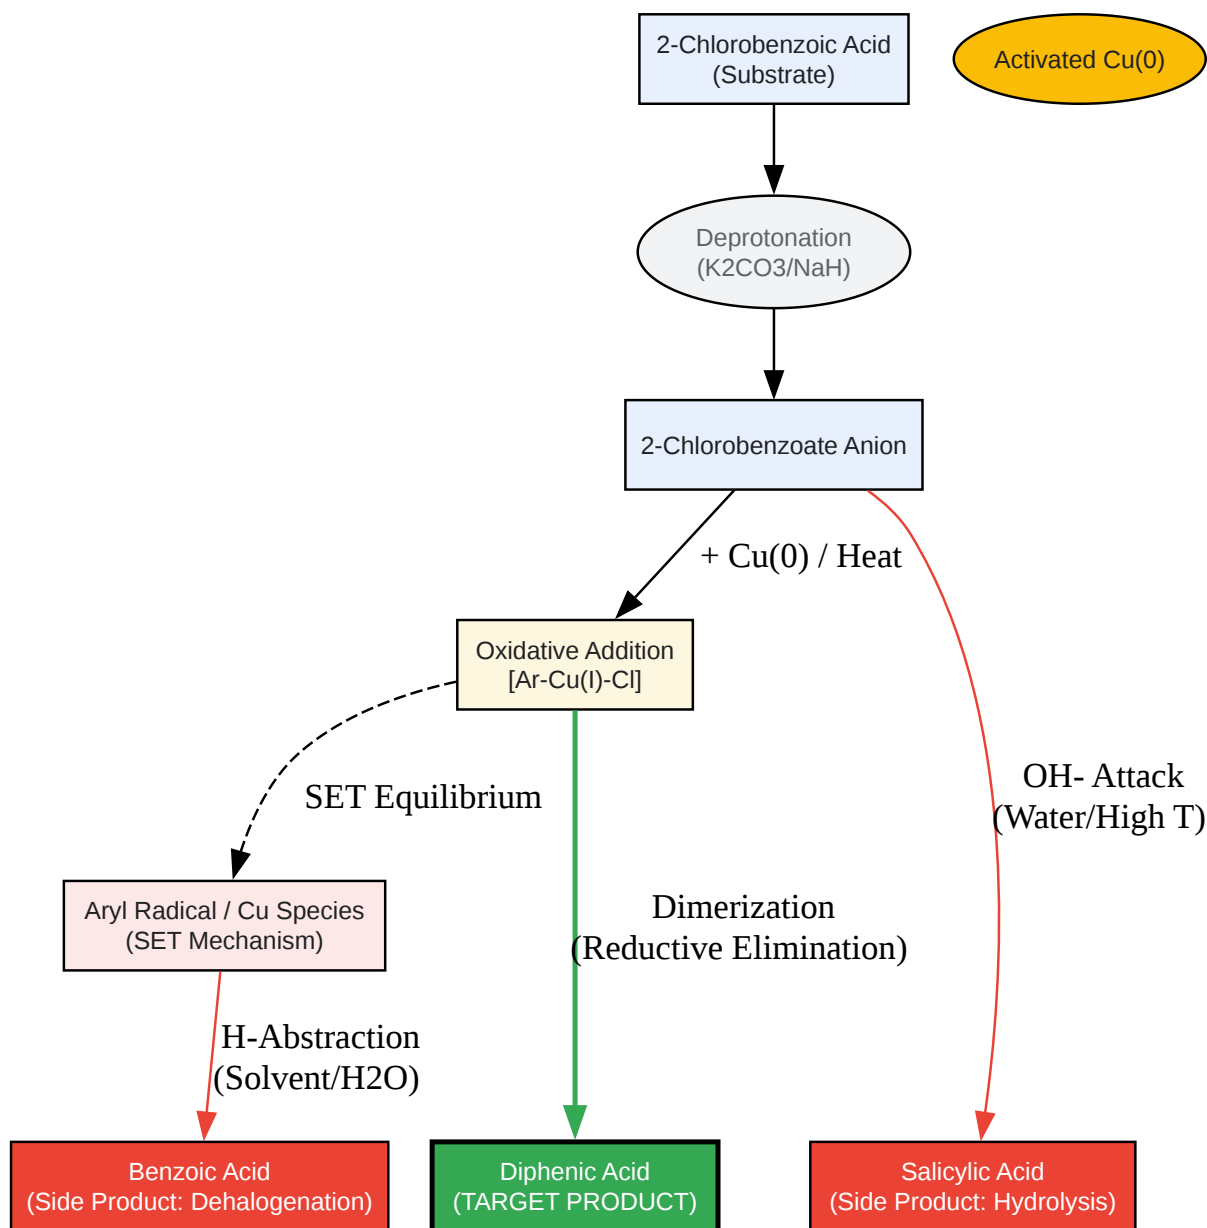 2-Chlorobenzoic Acid
(Substrate)
Activated Cu(0)
Deprotonation
(K2CO3/NaH)
2-Chlorobenzoate Anion
+ Cu(0) / Heat
Oxidative Addition
[Ar-Cu(I)-Cl]
SET Equilibrium
OH- Attack
(Water/High T)
Aryl Radical / Cu Species
(SET Mechanism)
Dimerization
(Reductive Elimination)
H-Abstraction
(Solvent/H2O)
Benzoic Acid
(Side Product: Dehalogenation)
Diphenic Acid
(TARGET PRODUCT)
Salicylic Acid
(Side Product: Hydrolysis)